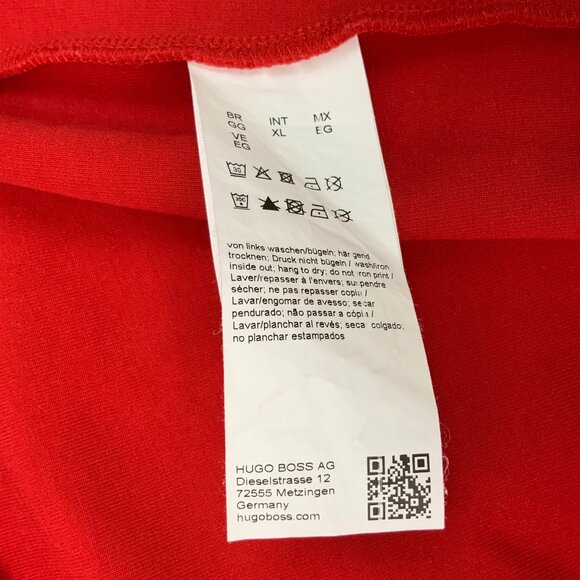 BR GG INT XL MX EG
VE EG
30
30C
von links waschen/bügeln; hängend
trocknen; Druck nicht bügeln / wash/iron
inside out; hang to dry; do not iron print /
Laver/repasser à l'envers; suspendre
sécher; ne pas repasser copie /
Lavar/engomar de avesso; secar
pendurado; não passar a cópia /
Lavar/planchar al revés; secar colgado;
no planchar estampados
HUGO BOSS AG
Dieselstrasse 12
72555 Metzingen
Germany
hugoboss.com